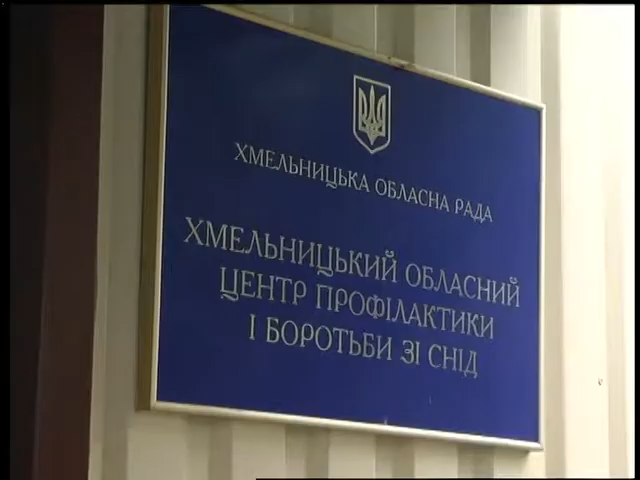 ХМЕЛЬНИЦЬКА ОБЛАСНА РАДА
ХМЕЛЬНИЦЬКИЙ ОБЛАСНИЙ
ЦЕНТР ПРОФІЛАКТИКИ
І БОРОТЬБИ ЗІ СНІД